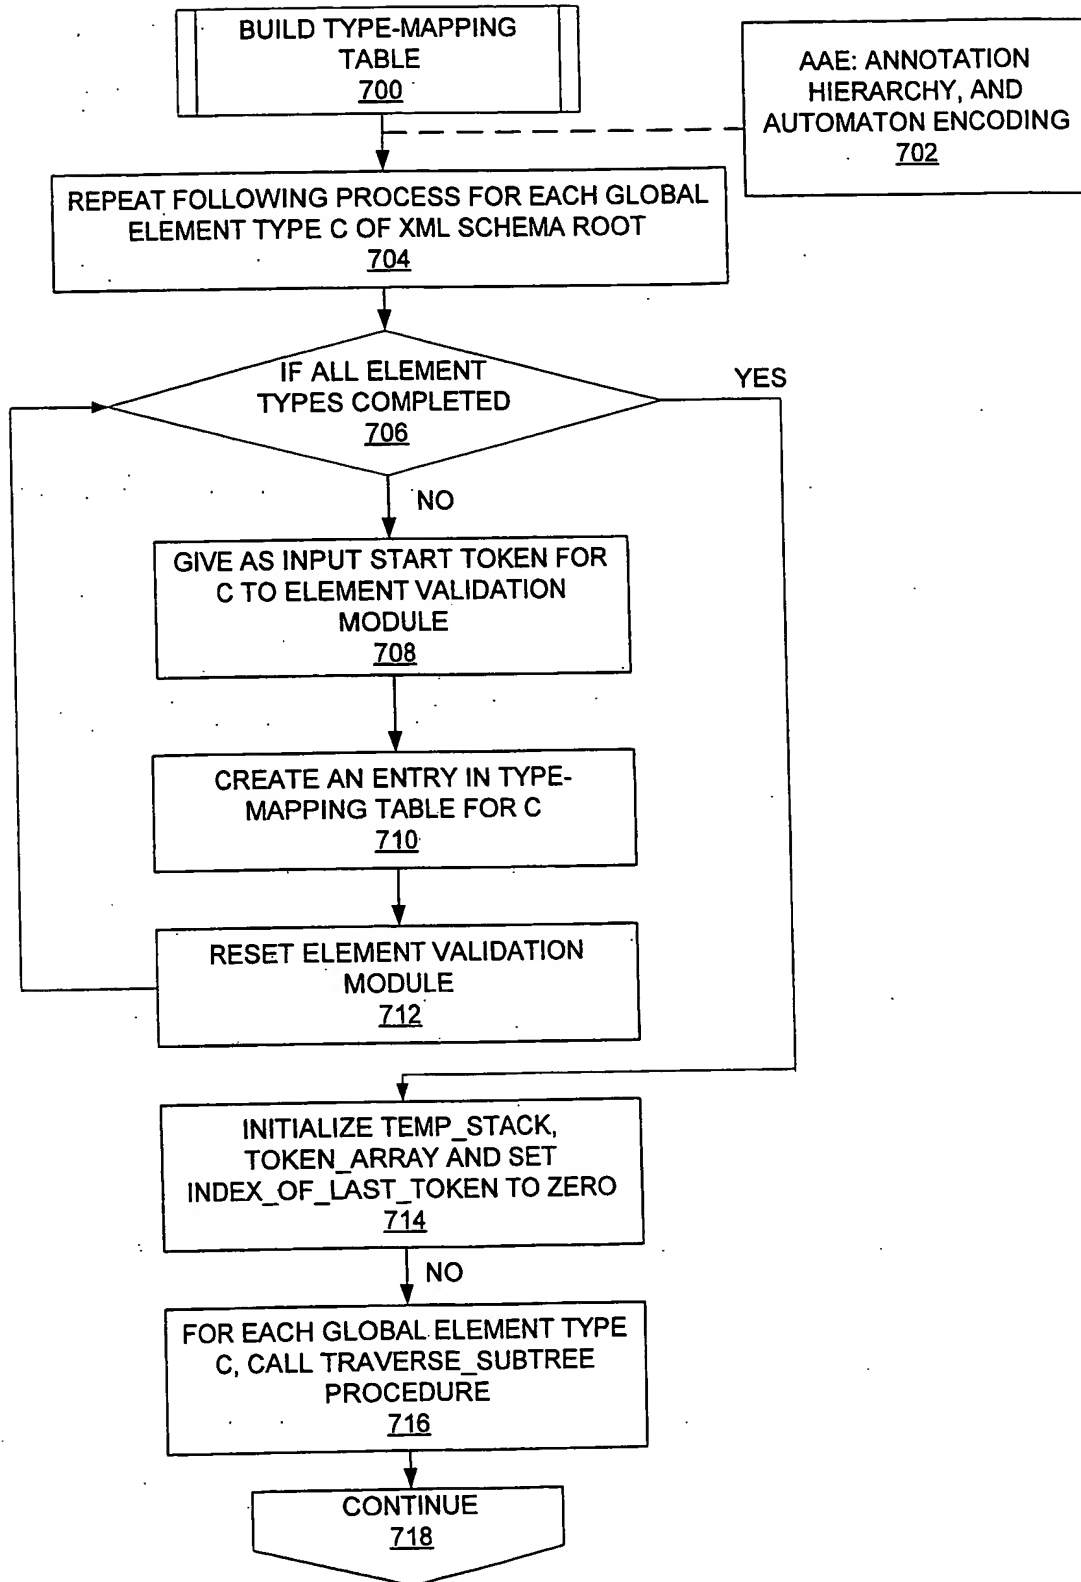 BUILD TYPE-MAPPING
TABLE
700
AAE: ANNOTATION
HIERARCHY, AND
AUTOMATON ENCODING
702
REPEAT FOLLOWING PROCESS FOR EACH GLOBAL
ELEMENT TYPE C OF XML SCHEMA ROOT
704
IF ALL ELEMENT
TYPES COMPLETED
706
YES
NO
GIVE AS INPUT START TOKEN FOR
C TO ELEMENT VALIDATION
MODULE
708
CREATE AN ENTRY IN TYPE-
MAPPING TABLE FOR C
710
RESET ELEMENT VALIDATION
MODULE
712
INITIALIZE TEMP_STACK,
TOKEN_ARRAY AND SET
INDEX_OF_LAST_TOKEN TO ZERO
714
NO
FOR EACH GLOBAL ELEMENT TYPE
C, CALL TRAVERSE_SUBTREE
PROCEDURE
716
CONTINUE
718